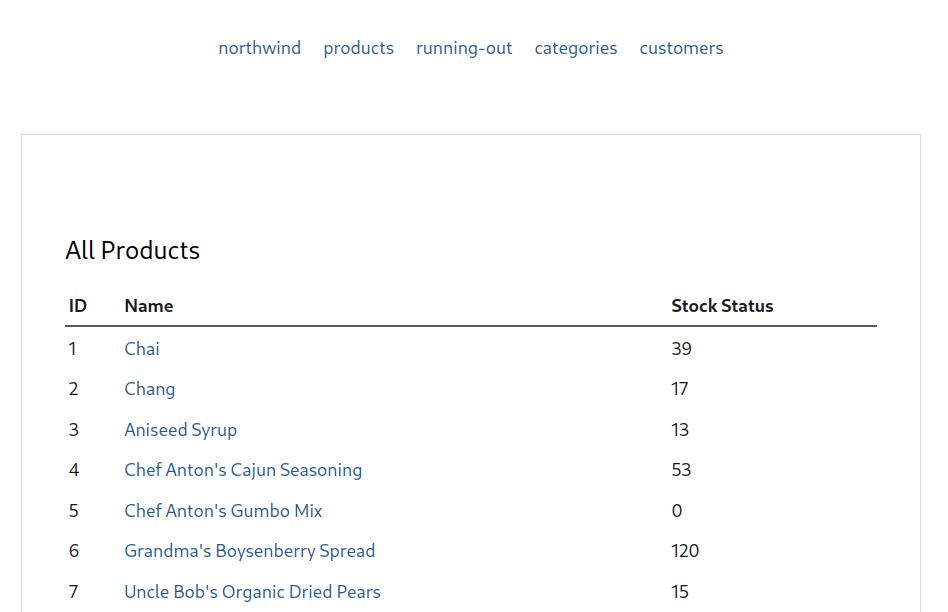 northwind products running-out categories customers
All Products
ID Name Stock Status
1 Chai 39
2 Chang 17
3 Aniseed Syrup 13
4 Chef Anton's Cajun Seasoning 53
5 Chef Anton's Gumbo Mix 0
6 Grandma's Boysenberry Spread 120
7 Uncle Bob's Organic Dried Pears 15